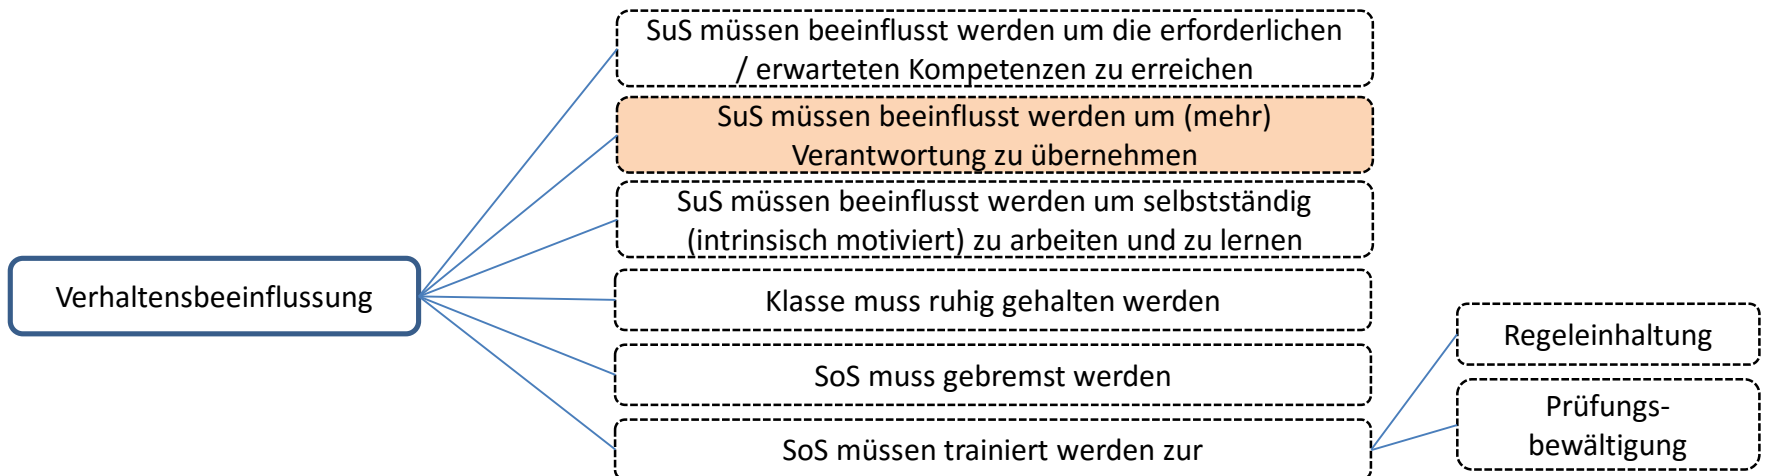 SuS müssen beeinflusst werden um die erforderlichen
/ erwarteten Kompetenzen zu erreichen
SuS müssen beeinflusst werden um (mehr)
Verantwortung zu übernehmen
SuS müssen beeinflusst werden um selbstständig
(intrinsisch motiviert) zu arbeiten und zu lernen
Verhaltensbeeinflussung
Klasse muss ruhig gehalten werden
SoS muss gebremst werden
SoS müssen trainiert werden zur
Regeleinhaltung
Prüfungs-
bewältigung